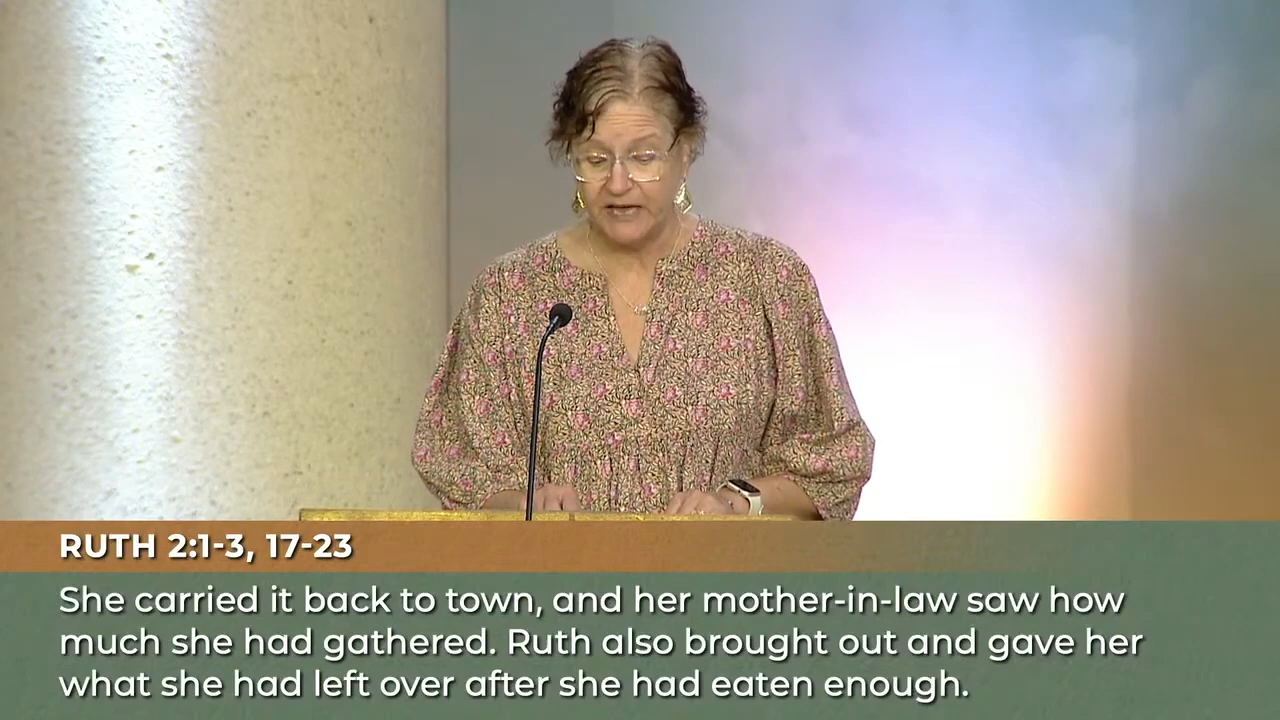 RUTH 2:1-3, 17-23
She carried it back to town, and her mother-in-law saw how
much she had gathered. Ruth also brought out and gave her
what she had left over after she had eaten enough.